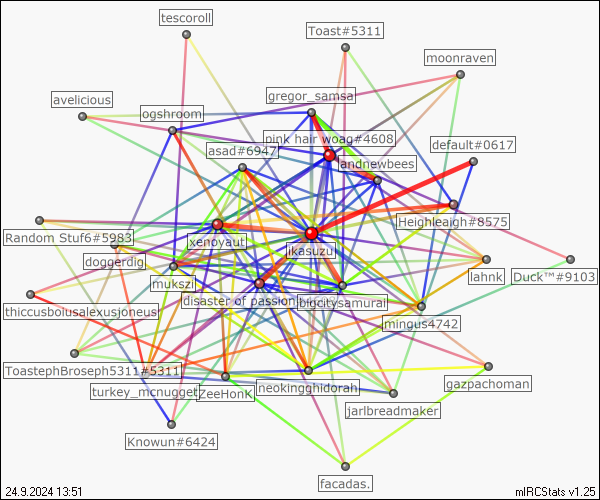 tescoroll
Toast#5311
moonraven
avelicious
gregor_samsa
ogshroom
pink hair woag#4608
default#0617
asad#6947
landnewbees
Heighleaigh#8575
Random Stuf6#5983
xenoyaut
ikasuzu
doggerdig
mukszi
lahnk
Duck™#9103
disaster of passion
bigcitysamurai
thiccusboiusalexusjoneus
mingus4742
ToastephBroseph5311#5311
turkey_mcnugget
ZeeHonK
neokingghidorah
gazpachoman
jarlbreadmaker
Knowun#6424
facadas.
24.9.2024 13:51
mIRCStats v1.25